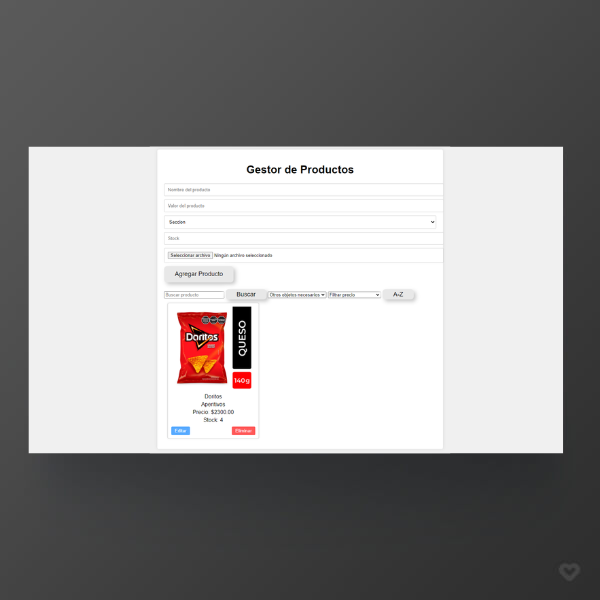 Gestor de Productos
Nombre del producto
Valor del producto
Seccion
Stock
Seleccionar archivo Ningún archivo seleccionado
Agregar Producto
Buscar producto Buscar Otros objetos necesarios Filtrar precio A-Z
Doritos
QUESO
140g
Doritos
Aperitivos
Precio: $2300.00
Stock: 4
Editar Eliminar